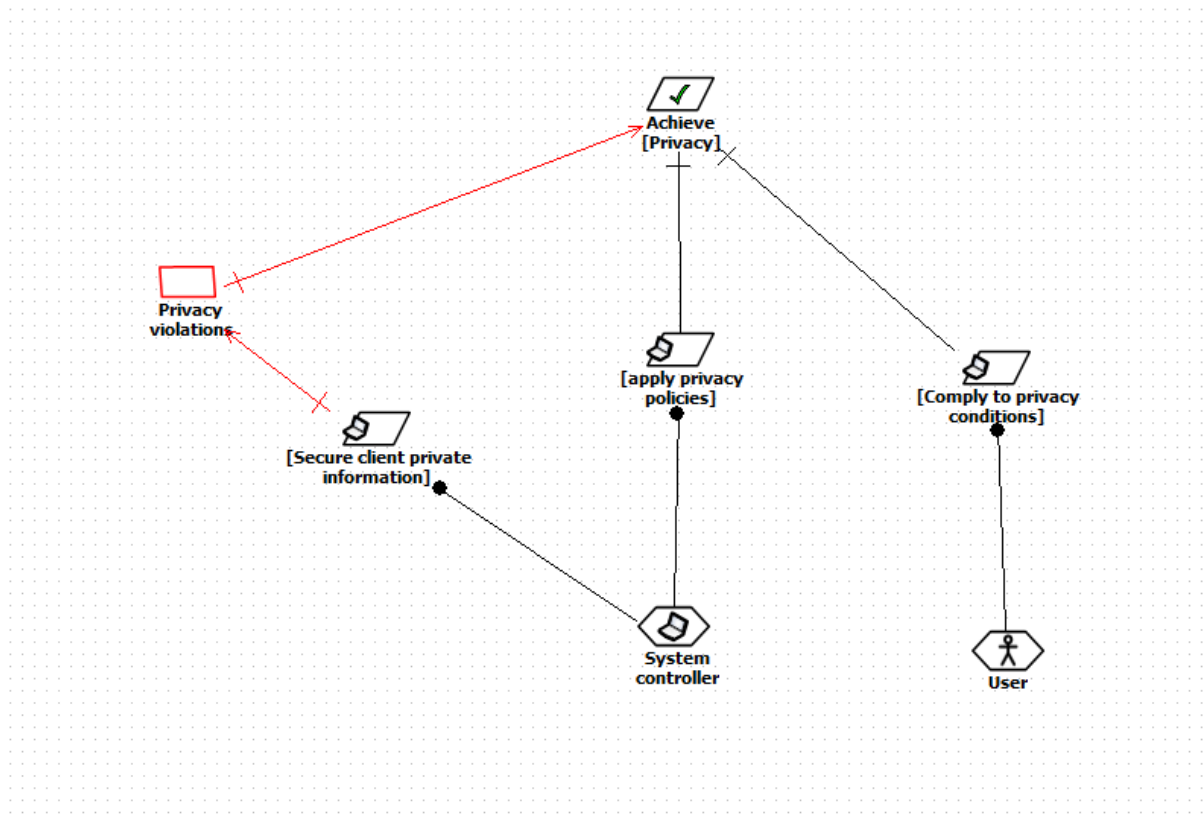 Achieve
[Privacy]
Privacy
violations
[apply privacy
policies]
[Comply to privacy
conditions]
[Secure client private
information]
System
controller
User